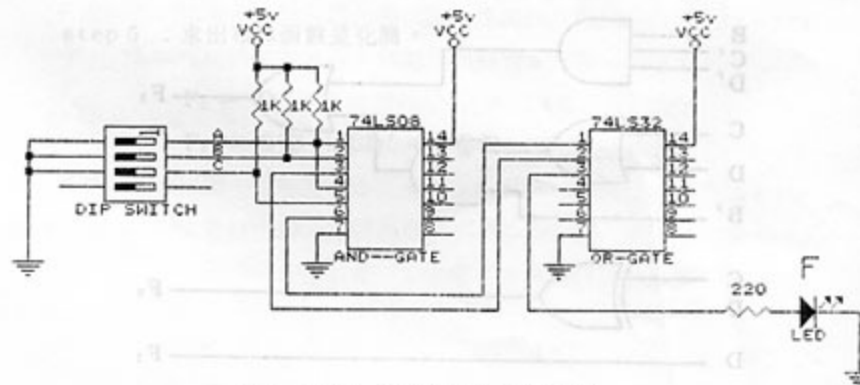 +5v +5v +5v
VCC VCC VCC
1K 1K 1K
74LS08 74LS32
A
B
C
1 14 1 14
2 13 2 13
3 12 3 12
4 11 4 11
5 10 5 10
6 9 6 9
7 8 7 8
DIP SWITCH
AND--GATE OR-GATE
F
220
LED
step 6 :
B
C'
D'
F₃
C
D
B'
C
D
D